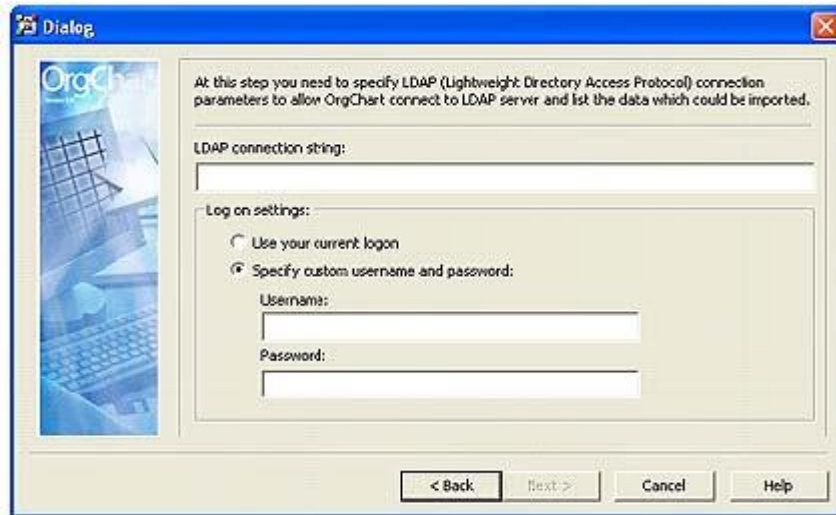 Dialog
OrgChart
At this step you need to specify LDAP (Lightweight Directory Access Protocol) connection
parameters to allow OrgChart connect to LDAP server and list the data which could be imported.
LDAP connection string:
Log on settings:
Use your current logon
Specify custom username and password:
Username:
Password:
< Back
Next >
Cancel
Help